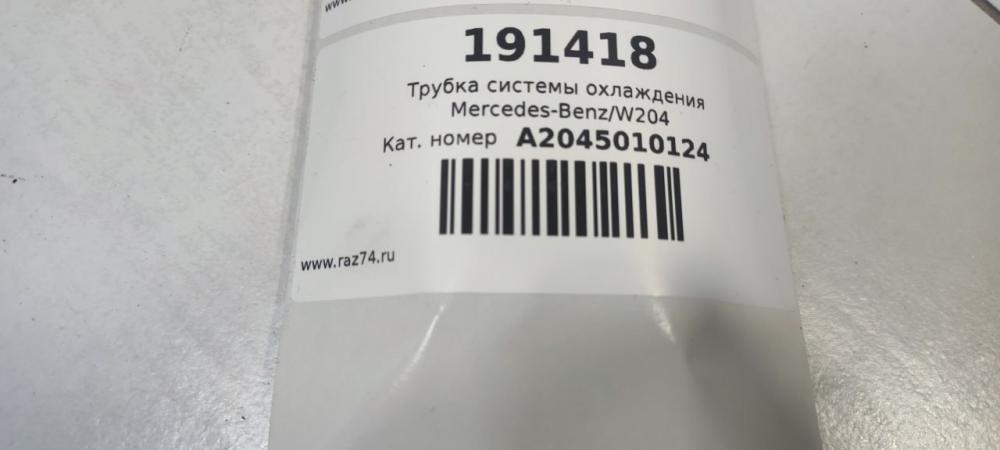 191418
Трубка системы охлаждения
Mercedes-Benz/W204
Кат. номер A2045010124
www.raz74.ru